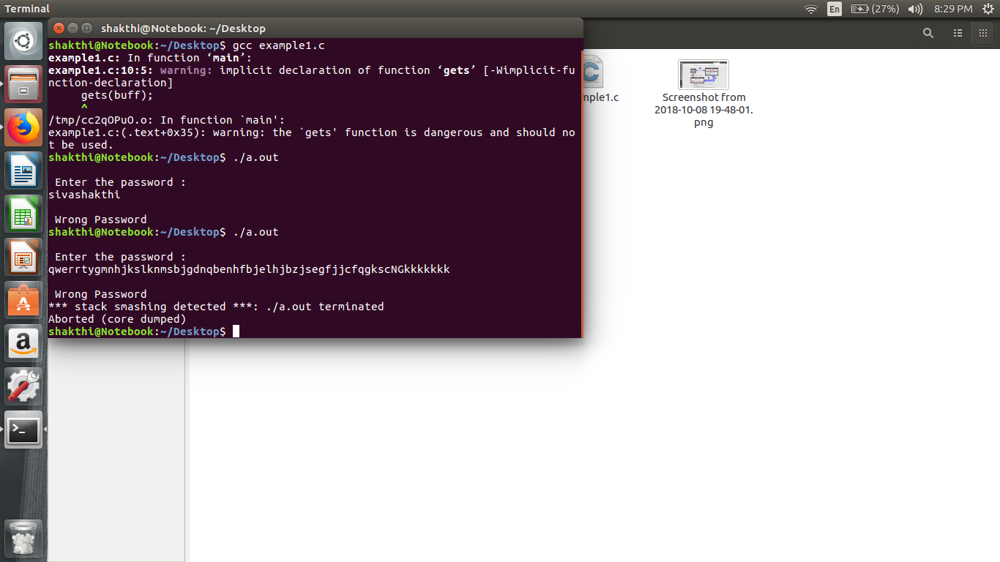 Terminal
En
(27%)
8:29 PM
shakthi@Notebook: ~/Desktop
shakthi@Notebook:~/Desktop$ gcc example1.c
example1.c: In function ‘main’:
example1.c:10:5: warning: implicit declaration of function ‘gets’ [-Wimplicit-fu
nction-declaration]
     gets(buff);
     ^
/tmp/cc2qOPuO.o: In function `main':
example1.c:(.text+0x35): warning: the `gets' function is dangerous and should no
t be used.
shakthi@Notebook:~/Desktop$ ./a.out
 Enter the password :
sivashakthi
 Wrong Password
shakthi@Notebook:~/Desktop$ ./a.out
 Enter the password :
qwerrtygmnhjkslknmsbjgdnqbenhfbjelhjbzjsegfjjcfqgkscNGkkkkkkk
 Wrong Password
*** stack smashing detected ***: ./a.out terminated
Aborted (core dumped)
shakthi@Notebook:~/Desktop$
mple1.c
Screenshot from
2018-10-08 19-48-01.
png